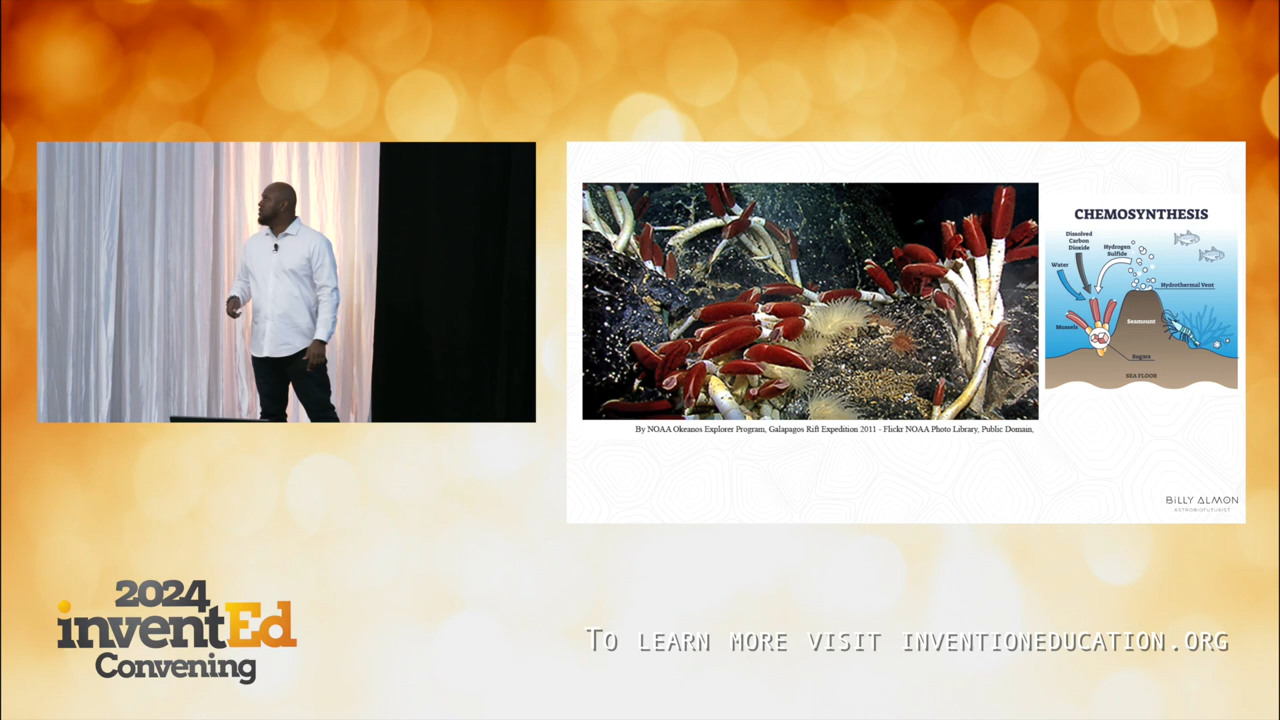 CHEMOSYNTHESIS
Dissolved
Carbon
Dioxide
Hydrogen
Sulfide
Water
Hydrothermal Vent
Mussels
Seamount
Sugars
SEA FLOOR
By NOAA Okeanos Explorer Program, Galapagos Rift Expedition 2011 - Flickr NOAA Photo Library, Public Domain,
BiLLY ALMON
ASTROBIOFUTURIST
2024
inventEd
Convening
To learn more visit inventioneducation.org